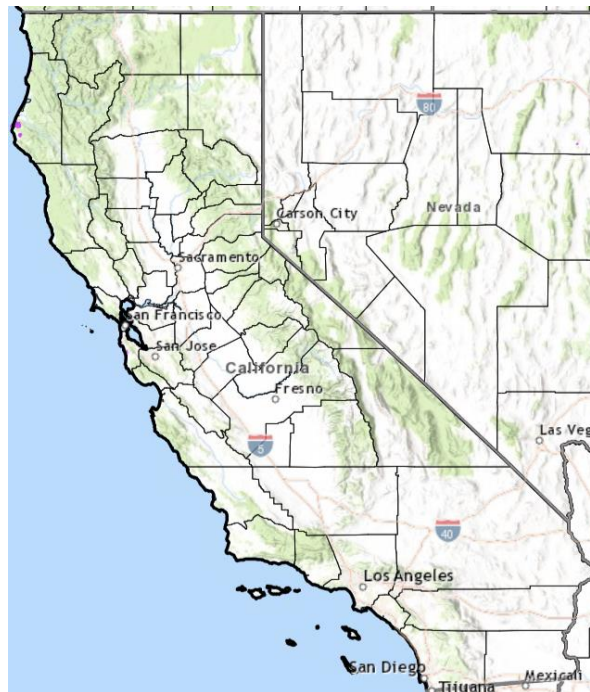 80
Carson City
Nevada
Sacramento
San Francisco
San Jose
California
Fresno
Las Veg
5
40
Los Angeles
San Diego
Tijuana
Mexicali